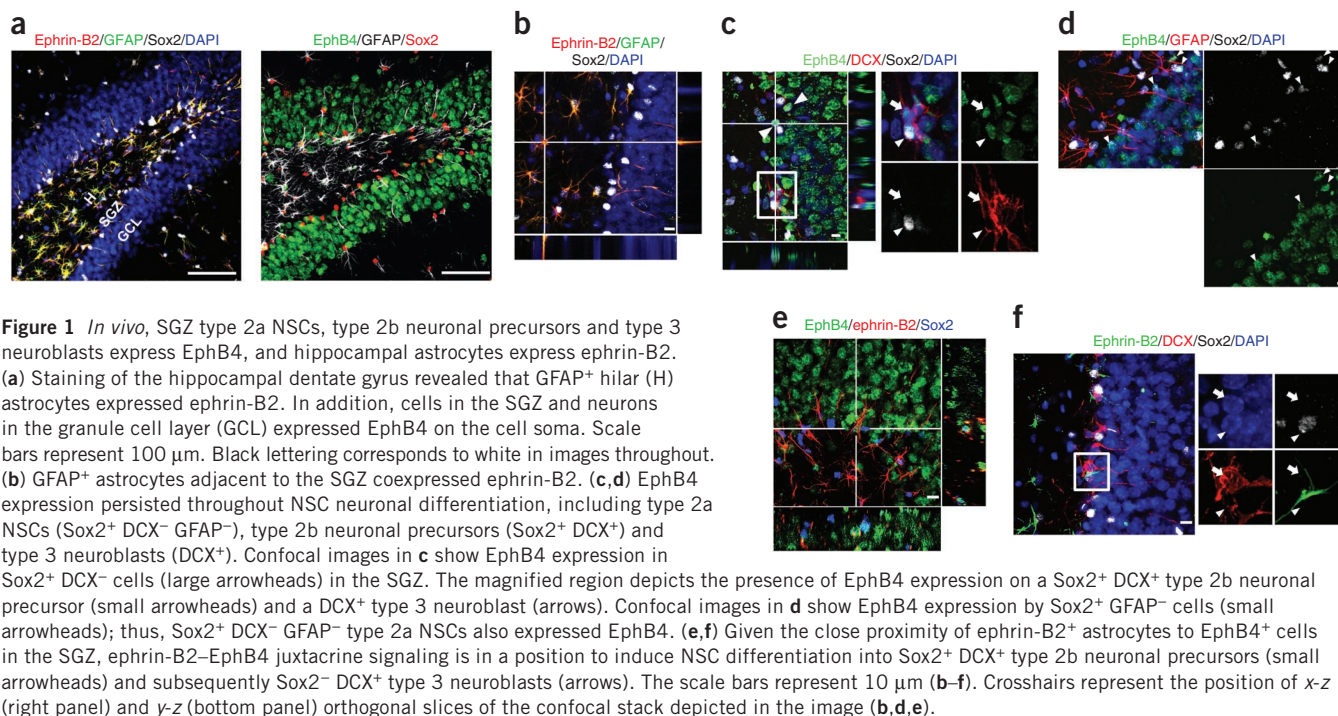 a
Ephrin-B2/GFAP/Sox2/DAPI
EphB4/GFAP/Sox2
H
SGZ
GCL
b
Ephrin-B2/GFAP/
Sox2/DAPI
c
EphB4/DCX/Sox2/DAPI
d
EphB4/GFAP/Sox2/DAPI
e
EphB4/ephrin-B2/Sox2
f
Ephrin-B2/DCX/Sox2/DAPI
Figure 1 In vivo, SGZ type 2a NSCs, type 2b neuronal precursors and type 3
neuroblasts express EphB4, and hippocampal astrocytes express ephrin-B2.
(a) Staining of the hippocampal dentate gyrus revealed that GFAP⁺ hilar (H)
astrocytes expressed ephrin-B2. In addition, cells in the SGZ and neurons
in the granule cell layer (GCL) expressed EphB4 on the cell soma. Scale
bars represent 100 μm. Black lettering corresponds to white in images throughout.
(b) GFAP⁺ astrocytes adjacent to the SGZ coexpressed ephrin-B2. (c,d) EphB4
expression persisted throughout NSC neuronal differentiation, including type 2a
NSCs (Sox2⁺ DCX⁻ GFAP⁻), type 2b neuronal precursors (Sox2⁺ DCX⁺) and
type 3 neuroblasts (DCX⁺). Confocal images in c show EphB4 expression in
Sox2⁺ DCX⁻ cells (large arrowheads) in the SGZ. The magnified region depicts the presence of EphB4 expression on a Sox2⁺ DCX⁺ type 2b neuronal
precursor (small arrowheads) and a DCX⁺ type 3 neuroblast (arrows). Confocal images in d show EphB4 expression by Sox2⁺ GFAP⁻ cells (small
arrowheads); thus, Sox2⁺ DCX⁻ GFAP⁻ type 2a NSCs also expressed EphB4. (e,f) Given the close proximity of ephrin-B2⁺ astrocytes to EphB4⁺ cells
in the SGZ, ephrin-B2–EphB4 juxtacrine signaling is in a position to induce NSC differentiation into Sox2⁺ DCX⁺ type 2b neuronal precursors (small
arrowheads) and subsequently Sox2⁻ DCX⁺ type 3 neuroblasts (arrows). The scale bars represent 10 μm (b–f). Crosshairs represent the position of x-z
(right panel) and y-z (bottom panel) orthogonal slices of the confocal stack depicted in the image (b,d,e).